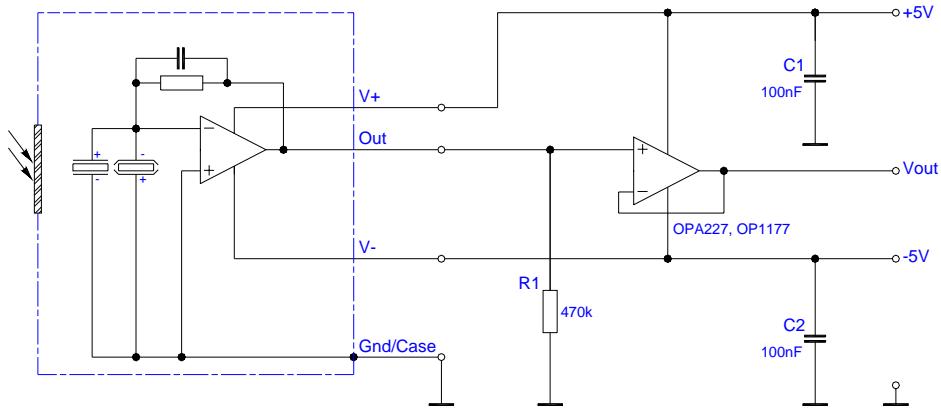 +5V
C1
100nF
V+
Out
+
-
-
+
−
+
+
−
Vout
OPA227, OP1177
V-
-5V
R1
470k
C2
100nF
Gnd/Case